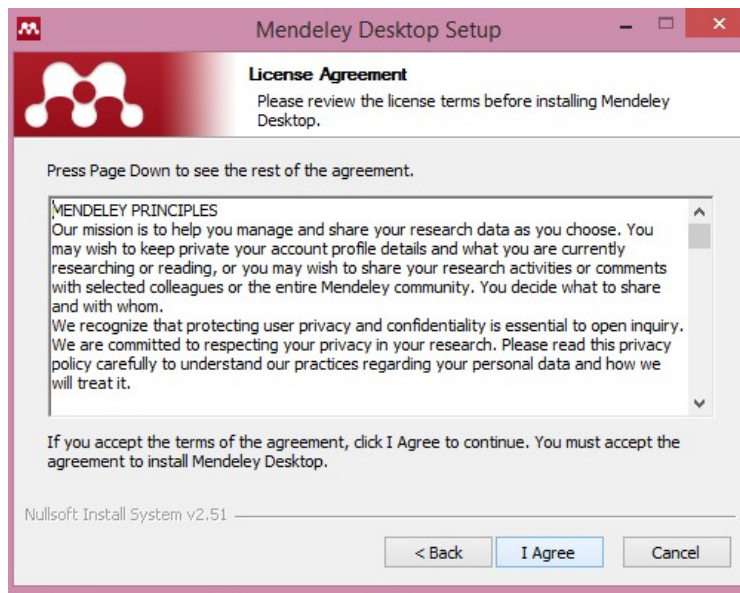 Mendeley Desktop Setup
License Agreement
Please review the license terms before installing Mendeley
Desktop.
Press Page Down to see the rest of the agreement.
MENDELEY PRINCIPLES
Our mission is to help you manage and share your research data as you choose. You
may wish to keep private your account profile details and what you are currently
researching or reading, or you may wish to share your research activities or comments
with selected colleagues or the entire Mendeley community. You decide what to share
and with whom.
We recognize that protecting user privacy and confidentiality is essential to open inquiry.
We are committed to respecting your privacy in your research. Please read this privacy
policy carefully to understand our practices regarding your personal data and how we
will treat it.
If you accept the terms of the agreement, click I Agree to continue. You must accept the
agreement to install Mendeley Desktop.
Nullsoft Install System v2.51
< Back I Agree Cancel